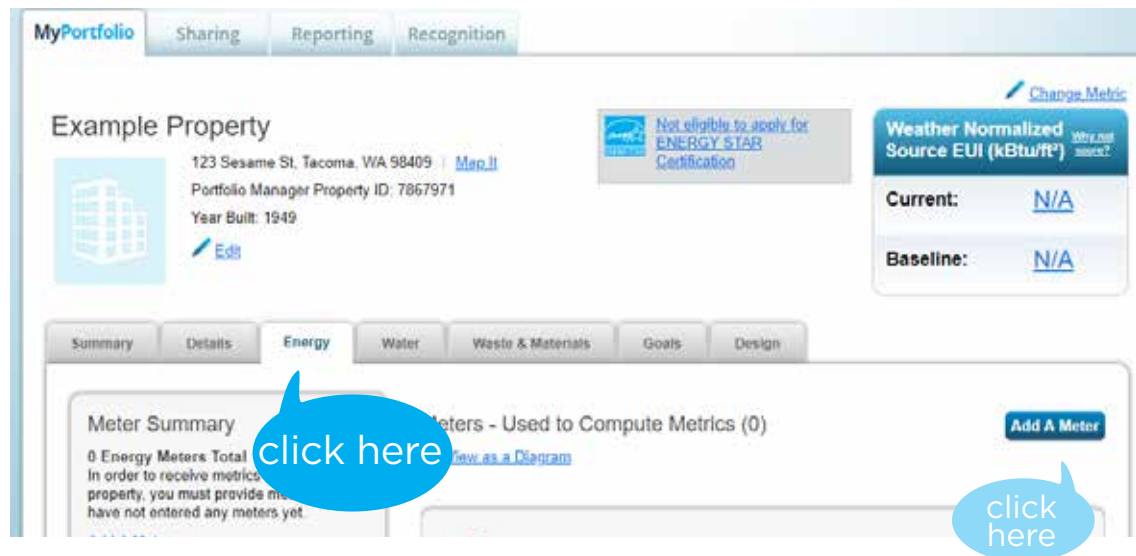 MyPortfolio Sharing Reporting Recognition
Change Metric
Example Property
Not eligible to apply for
ENERGY STAR
Certification
Weather Normalized
Source EUI (kBtu/ft²)
Why not
source?
123 Sesame St, Tacoma, WA 98409 | Map It
Portfolio Manager Property ID: 7867971
Year Built: 1949
Edit
Current: N/A
Baseline: N/A
Summary Details Energy Water Waste & Materials Goals Design
Meter Summary
0 Energy Meters Total
In order to receive metrics
property, you must provide
have not entered any meters yet.
click here
Meters - Used to Compute Metrics (0)
View as a Diagram
Add A Meter
click
here